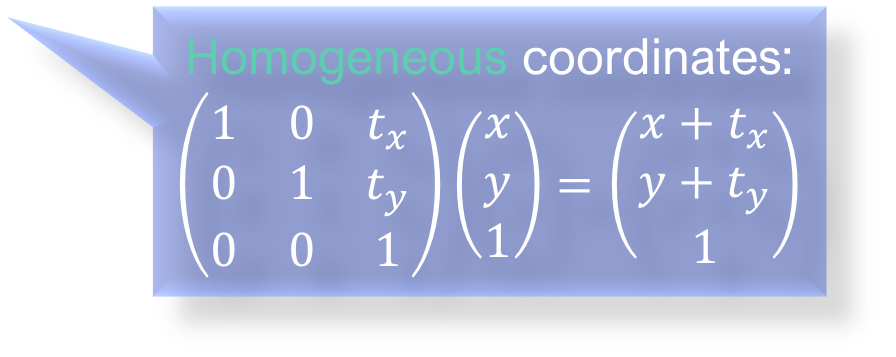 Homogeneous coordinates:
1 0 t_x x x + t_x
0 1 t_y y = y + t_y
0 0 1 1 1